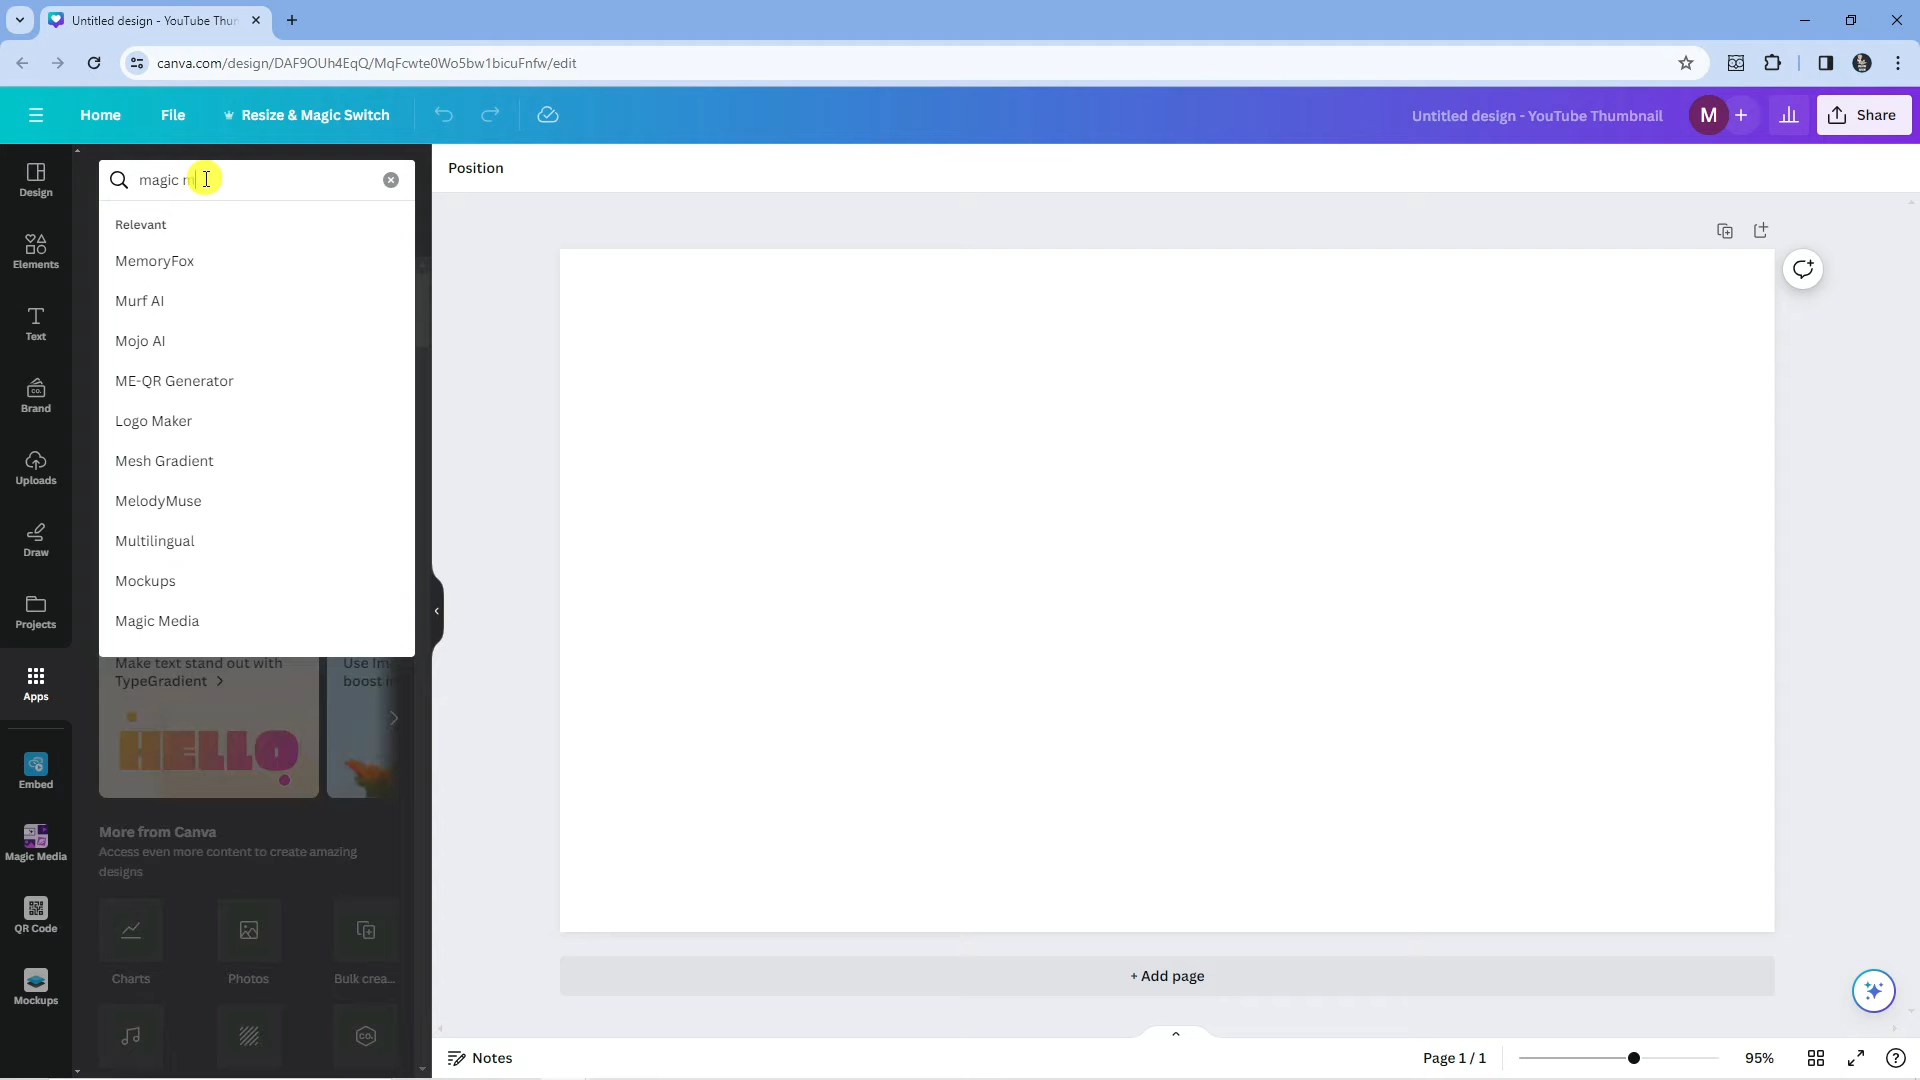 Untitled design - YouTube Thur
canva.com/design/DAF9OUh4EqQ/MqFcwte0Wo5bw1bicuFnfw/edit
Home
File
Resize & Magic Switch
Untitled design - YouTube Thumbnail
M
Share
Design
Elements
Text
Brand
Uploads
Draw
Projects
Apps
Embed
Magic Media
QR Code
Mockups
magic m
Relevant
MemoryFox
Murf AI
Mojo AI
ME-QR Generator
Logo Maker
Mesh Gradient
MelodyMuse
Multilingual
Mockups
Magic Media
Make text stand out with
TypeGradient
HELLO
Use Im
boost i
More from Canva
Access even more content to create amazing
designs
Charts
Photos
Bulk crea...
CO.
Position
+ Add page
Notes
Page 1 / 1
95%